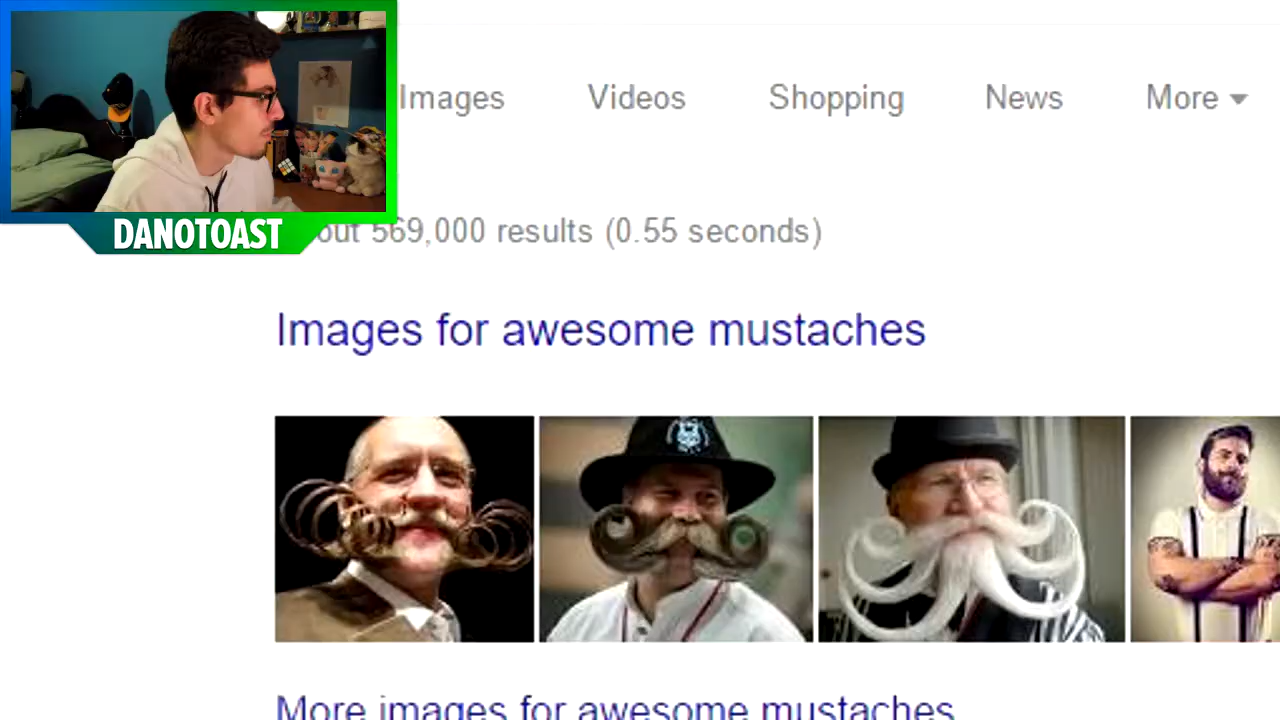 Images Videos Shopping News More
DANOTOAST
out 569,000 results (0.55 seconds)
Images for awesome mustaches
More images for awesome mustaches